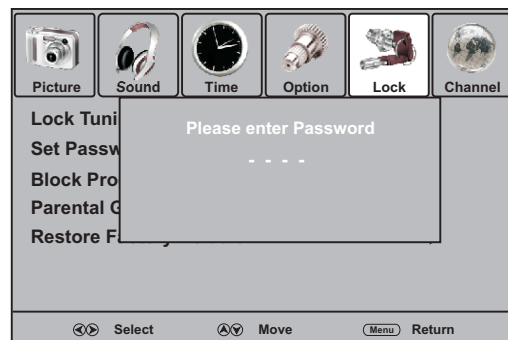 Picture Sound Time Option Lock Channel
Lock Tuni
Please enter Password
Set Passw
- - - -
Block Pro
Parental G
Restore F
Select Move Menu Return